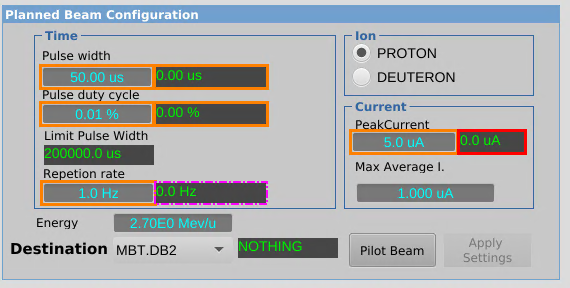 Planned Beam Configuration
Time
Pulse width
50.00 us 0.00 us
Pulse duty cycle
0.01 % 0.00 %
Limit Pulse Width
200000.0 us
Repetion rate
1.0 Hz 0.0 Hz
Ion
PROTON
DEUTERON
Current
PeakCurrent
5.0 uA 0.0 uA
Max Average I.
1.000 uA
Energy 2.70E0 Mev/u
Destination MBT.DB2 NOTHING Pilot Beam Apply
Settings